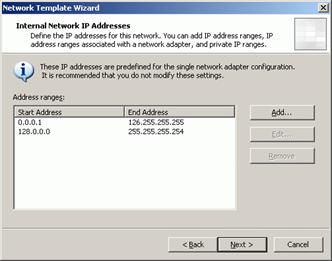 Network Template Wizard
Internal Network IP Addresses
Define the IP addresses for this network. You can add IP address ranges, IP
address ranges associated with a network adapter, and private IP ranges.
These IP addresses are predefined for the single network adapter configuration.
It is recommended that you do not modify these settings.
Address ranges:
Start Address End Address
0.0.0.1 126.255.255.255
128.0.0.0 255.255.255.254
Add...
Edit...
Remove
< Back Next > Cancel